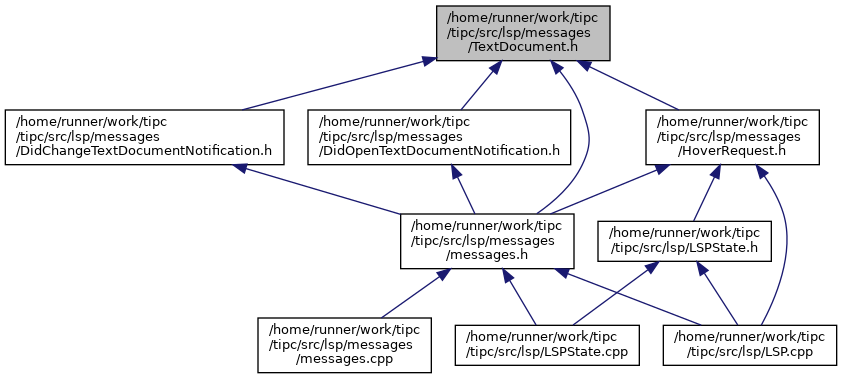 /home/runner/work/tipc
/tipc/src/lsp/messages
/TextDocument.h
/home/runner/work/tipc
/tipc/src/lsp/messages
/DidChangeTextDocumentNotification.h
/home/runner/work/tipc
/tipc/src/lsp/messages
/DidOpenTextDocumentNotification.h
/home/runner/work/tipc
/tipc/src/lsp/messages
/HoverRequest.h
/home/runner/work/tipc
/tipc/src/lsp/messages
/messages.h
/home/runner/work/tipc
/tipc/src/lsp/LSPState.h
/home/runner/work/tipc
/tipc/src/lsp/messages
/messages.cpp
/home/runner/work/tipc
/tipc/src/lsp/LSPState.cpp
/home/runner/work/tipc
/tipc/src/lsp/LSP.cpp